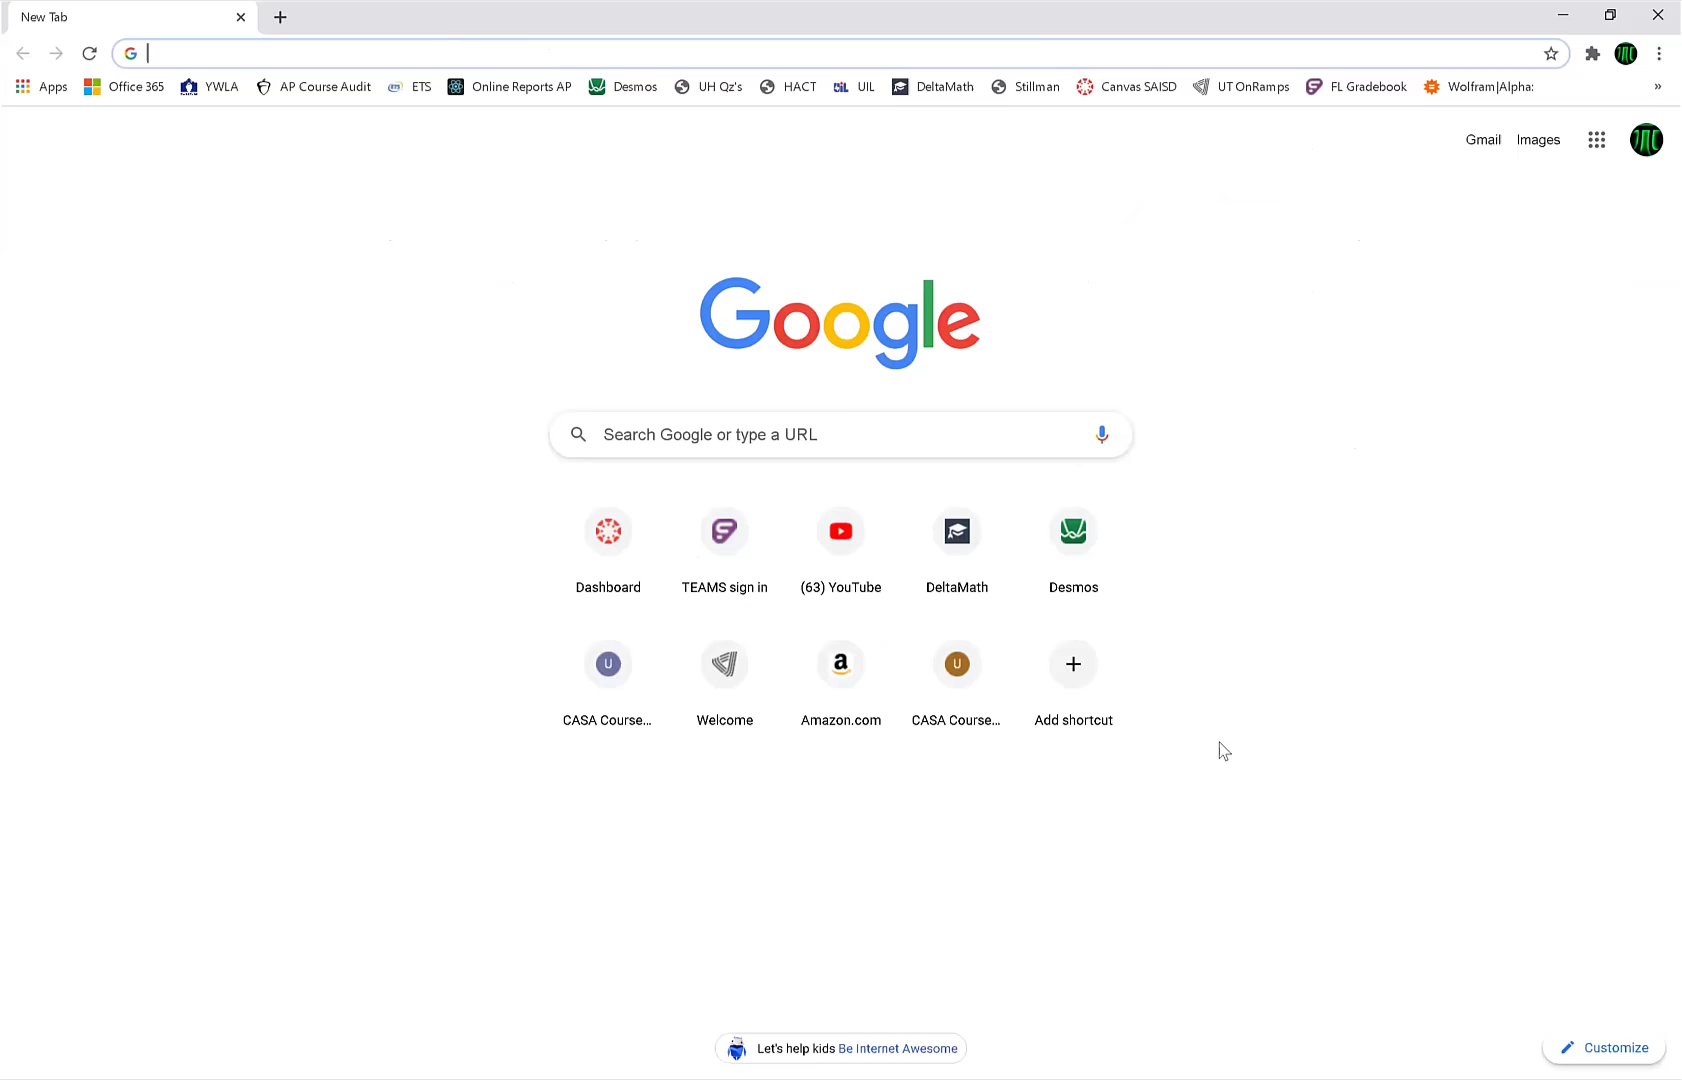 New Tab
Apps Office 365 YWLA AP Course Audit ETS Online Reports AP Desmos UH Qz's HACT UIL DeltaMath Stillman Canvas SAISD UT OnRamps FL Gradebook Wolfram|Alpha: »
Gmail Images
Google
Search Google or type a URL
Dashboard TEAMS sign in (63) YouTube DeltaMath Desmos
U a U
CASA Course... Welcome Amazon.com CASA Course... Add shortcut
Let's help kids Be Internet Awesome
Customize